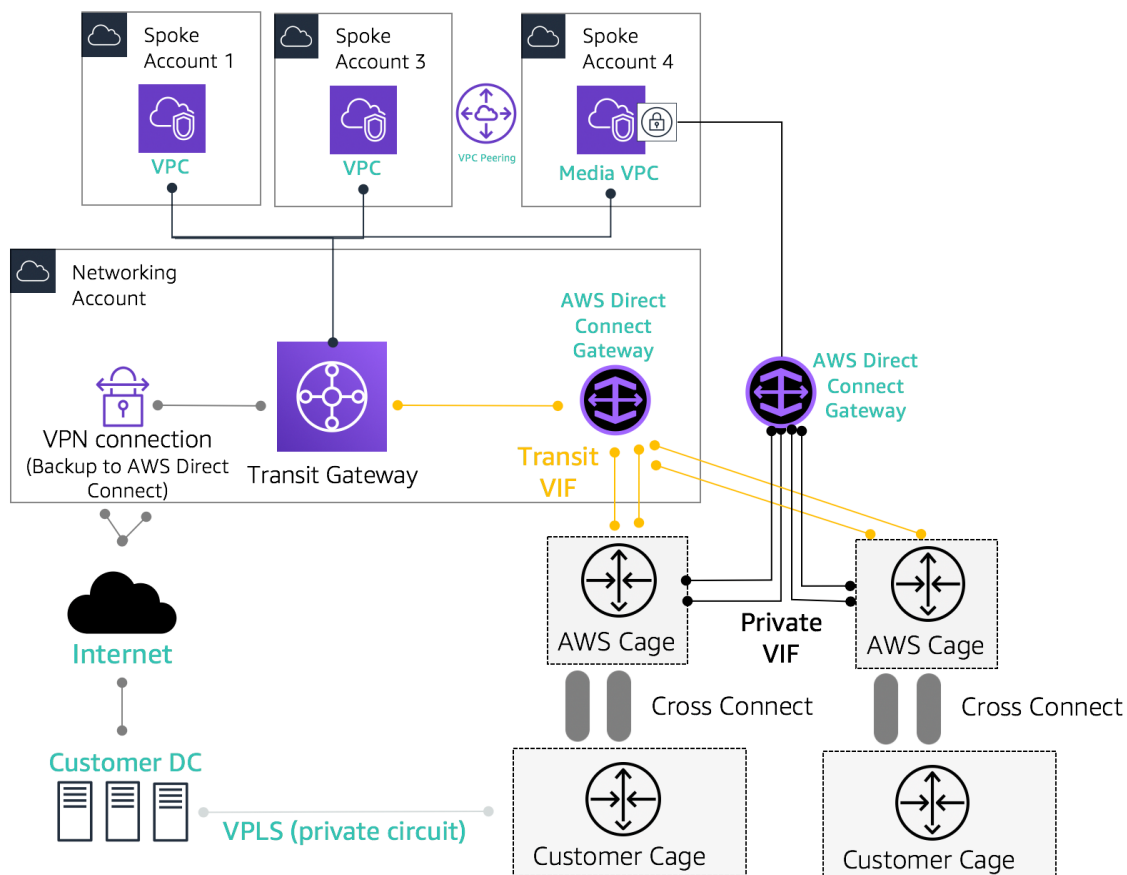 Spoke
Account 1
VPC
Spoke
Account 3
VPC
VPC Peering
Spoke
Account 4
Media VPC
Networking
Account
AWS Direct
Connect
Gateway
AWS Direct
Connect
Gateway
VPN connection
(Backup to AWS Direct
Connect)
Transit Gateway
Transit
VIF
Internet
AWS Cage
Private
VIF
AWS Cage
Cross Connect
Cross Connect
Customer DC
VPLS (private circuit)
Customer Cage
Customer Cage